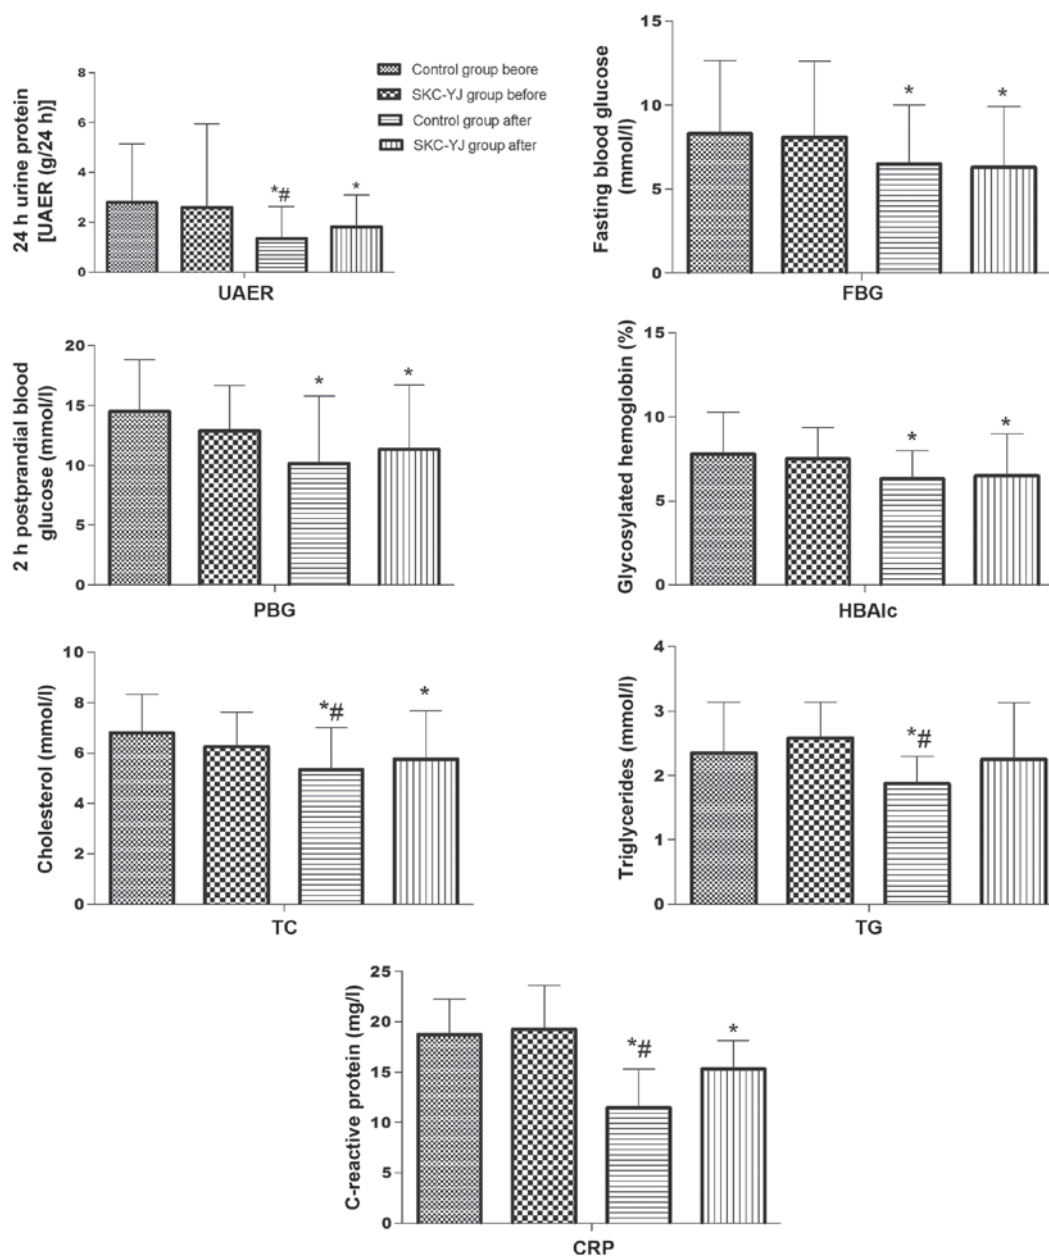 24 h urine protein
[UAER (g/24 h)]
8
6
4
2
0
*#
*
UAER
Control group beore
SKC-YJ group before
Control group after
SKC-YJ group after
Fasting blood glucose
(mmol/l)
15
10
5
0
*
*
FBG
2 h postprandial blood
glucose (mmol/l)
20
15
10
5
0
*
*
PBG
Glycosylated hemoglobin (%)
15
10
5
0
*
*
HBAlc
Cholesterol (mmol/l)
10
8
6
4
2
0
*#
*
TC
Triglycerides (mmol/l)
4
3
2
1
0
*#
TG
C-reactive protein (mg/l)
25
20
15
10
5
0
*#
*
CRP